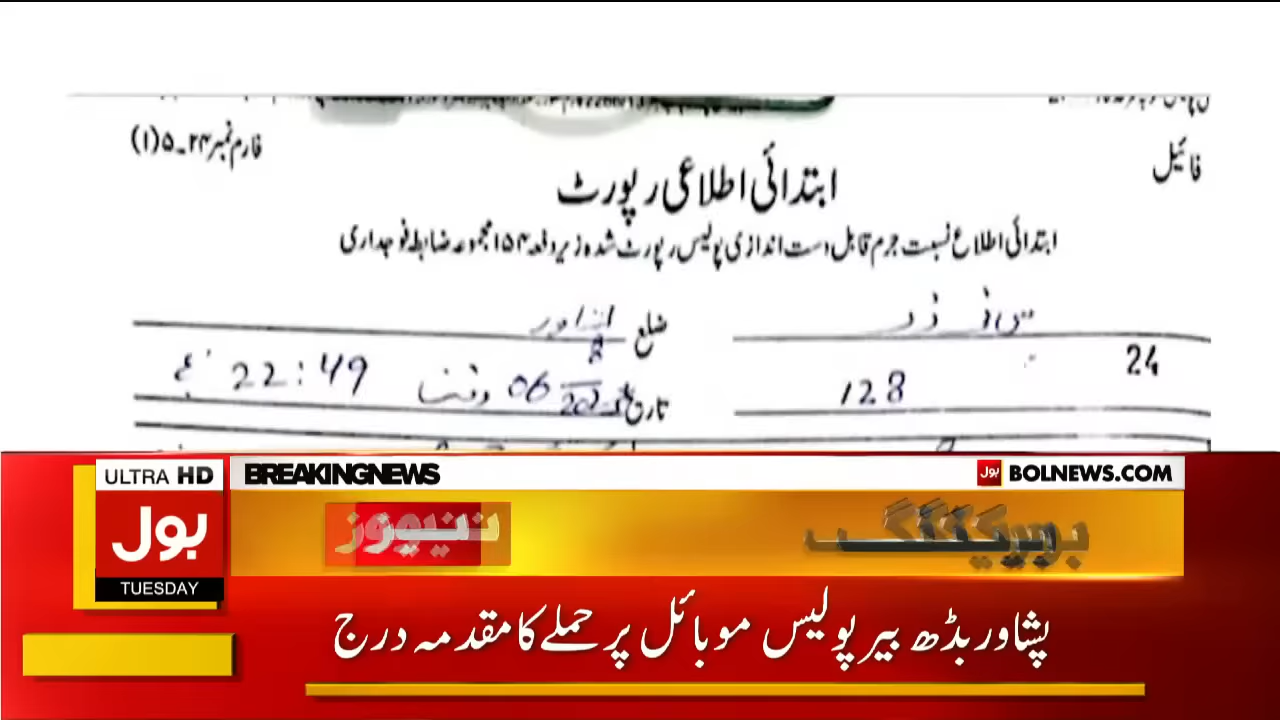 فائیل
فارم نمبر ۲۴۔۵ (۱)
ابتدائی اطلاعی رپورٹ
ابتدائی اطلاع نسبت جرم قابل دست اندازی پولیس رپورٹ شدہ زیر دفعہ ۱۵۴ مجموعہ ضابطہ فوجداری
ضلع
24
128
تاریخ 06 وقت 22:49
ULTRA HD
BREAKINGNEWS
بول BOLNEWS.COM
بول
بریکنگ نیوز
TUESDAY
پشاور بڈھ بیر پولیس موبائل پر حملے کا مقدمہ درج